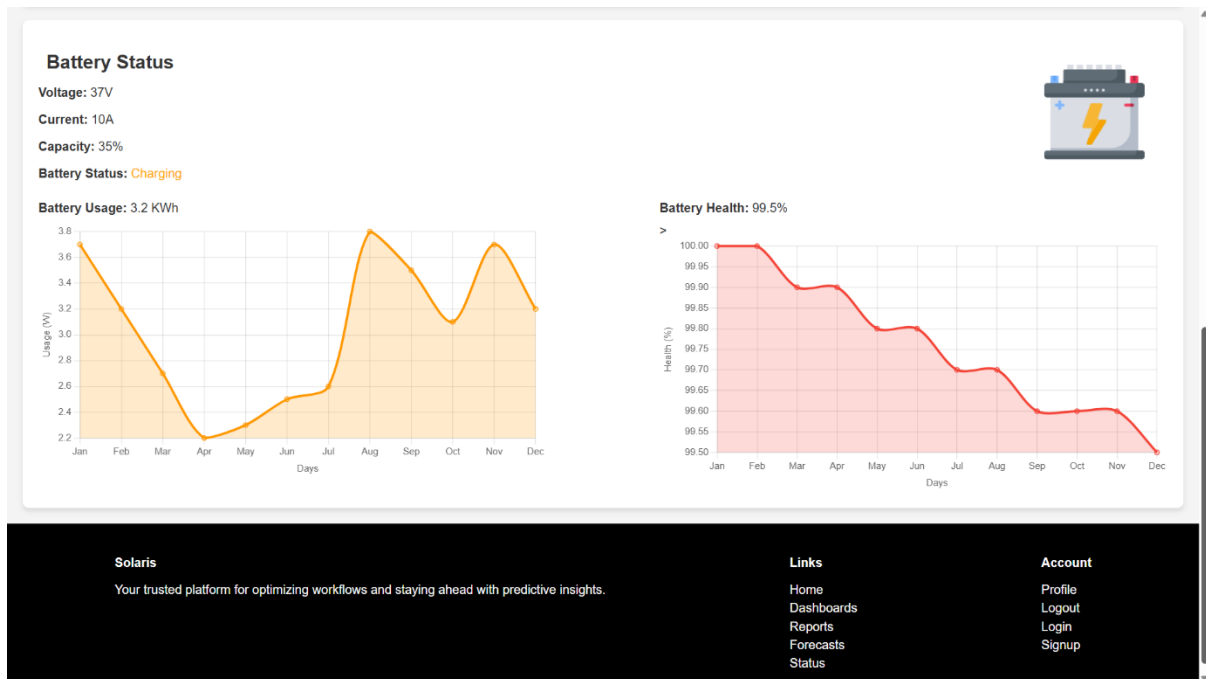 Battery Status
Voltage: 37V
Current: 10A
Capacity: 35%
Battery Status: Charging
Battery Usage: 3.2 KWh
3.8
3.6
3.4
3.2
3.0
2.8
2.6
2.4
2.2
Usage (W)
Jan Feb Mar Apr May Jun Jul Aug Sep Oct Nov Dec
Days
Battery Health: 99.5%
>
100.00
99.95
99.90
99.85
99.80
99.75
99.70
99.65
99.60
99.55
99.50
Health (%)
Jan Feb Mar Apr May Jun Jul Aug Sep Oct Nov Dec
Days
Solaris
Your trusted platform for optimizing workflows and staying ahead with predictive insights.
Links
Home
Dashboards
Reports
Forecasts
Status
Account
Profile
Logout
Login
Signup